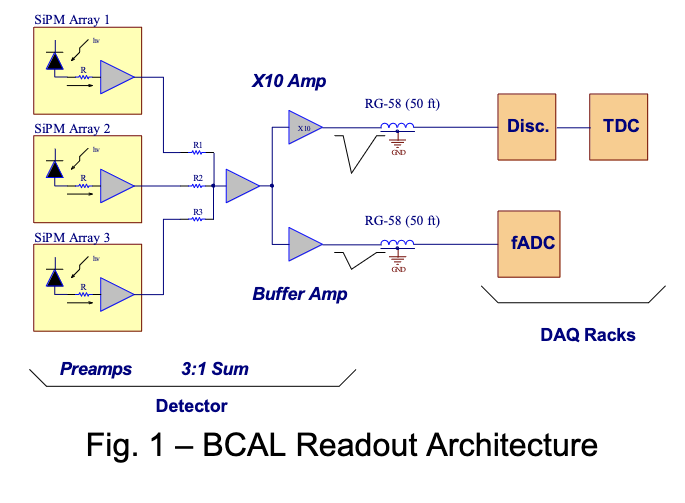 SiPM Array 1
hv
R
SiPM Array 2
hv
R
SiPM Array 3
hv
R
R1
R2
R3
X10 Amp
X10
RG-58 (50 ft)
GND
Disc.
TDC
RG-58 (50 ft)
GND
fADC
Buffer Amp
DAQ Racks
Preamps 3:1 Sum
Detector
Fig. 1 – BCAL Readout Architecture